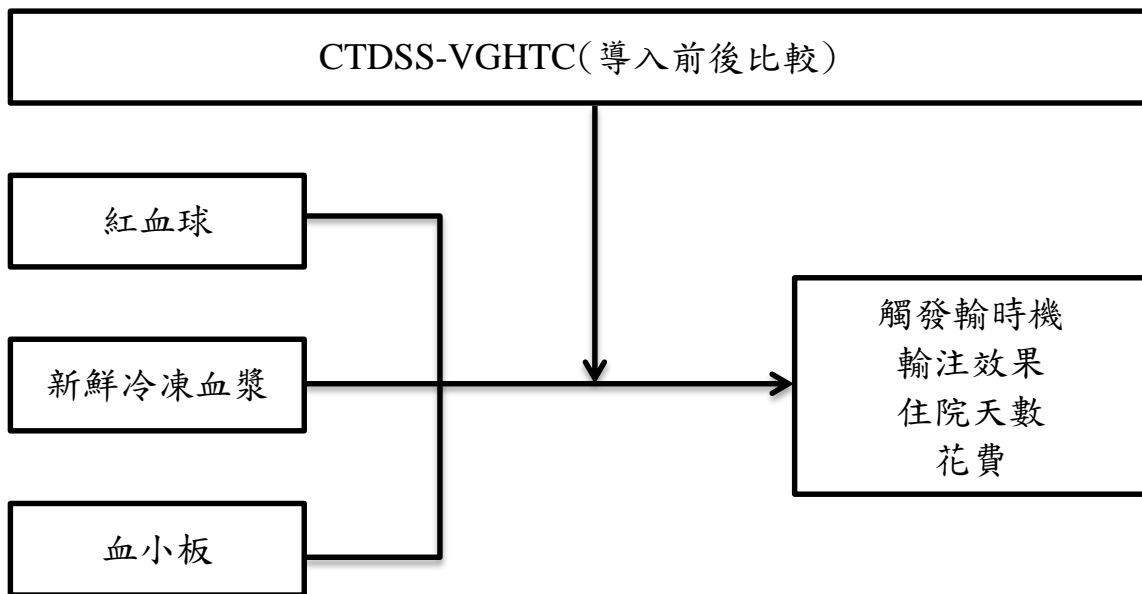 CTDSS-VGHTC(導入前後比較)
紅血球
新鮮冷凍血漿
血小板
觸發輸時機
輸注效果
住院天數
花費